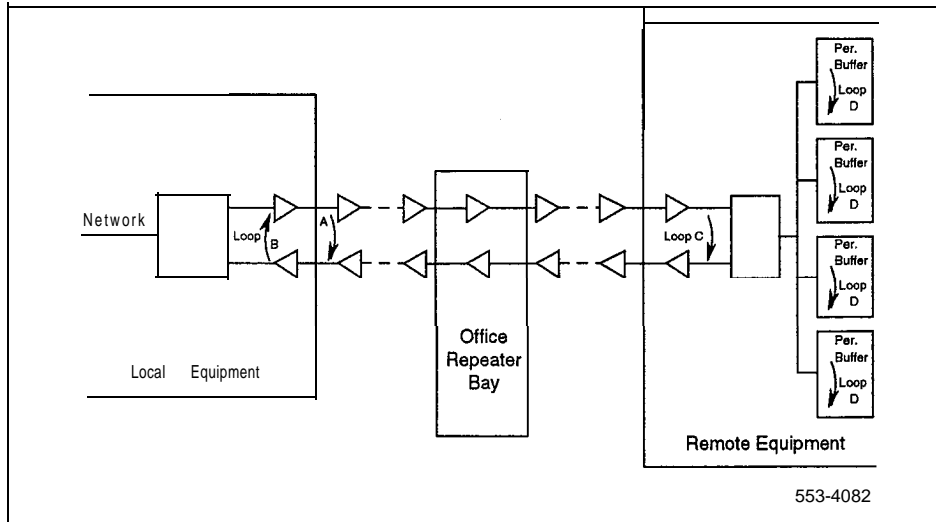 Per.
Buffer
Loop
D
Per.
Buffer
Loop
D
Network
A
Loop
B
Loop C
Per.
Buffer
Loop
D
Office
Repeater
Bay
Per.
Buffer
Loop
D
Local Equipment
Remote Equipment
553-4082